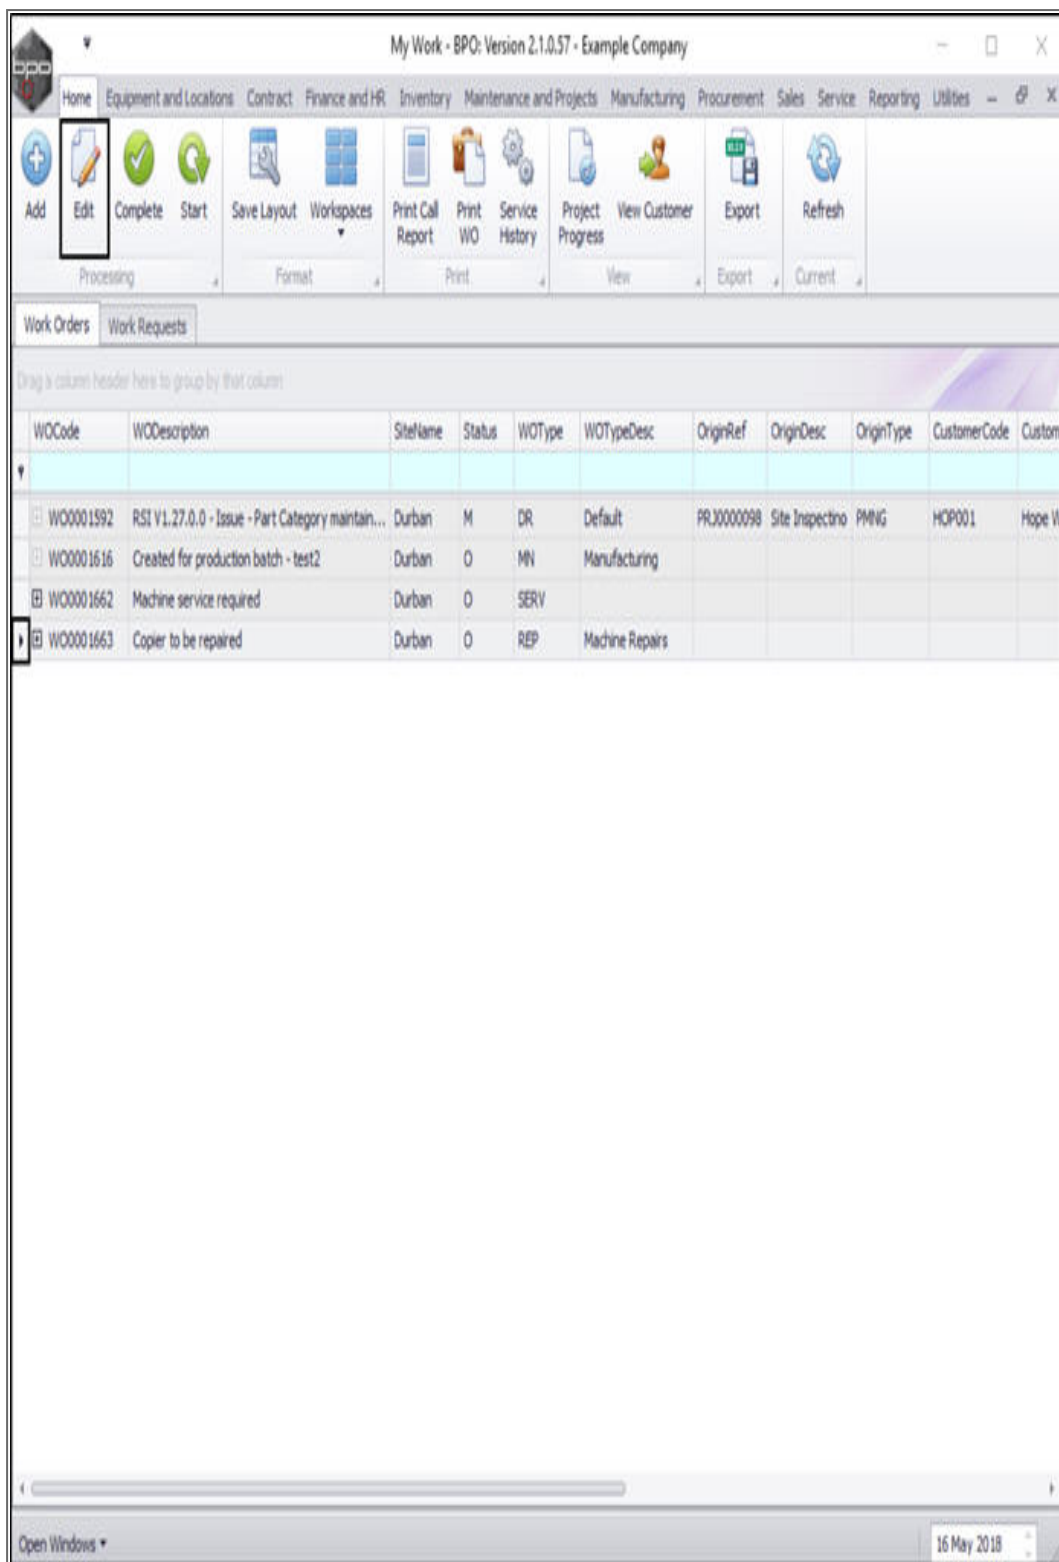 My Work - BPO: Version 2.1.0.57 - Example Company
bpo
Home Equipment and Locations Contract Finance and HR Inventory Maintenance and Projects Manufacturing Procurement Sales Service Reporting Utilities
Add Edit Complete Start Save Layout Workspaces Print Call Report Print WO Service History Project Progress View Customer Export Refresh
Processing Format Print View Export Current
Work Orders Work Requests
Drag a column header here to group by that column
WOCode WODescription SiteName Status WOType WOTypeDesc OriginRef OriginDesc OriginType CustomerCode Custom
WO0001592 RSI V1.27.0.0 - Issue - Part Category maintain... Durban M DR Default PRJ0000098 Site Inspectino PMNG HOP001 Hope W
WO0001616 Created for production batch - test2 Durban O MN Manufacturing
WO0001662 Machine service required Durban O SERV
WO0001663 Copier to be repaired Durban O REP Machine Repairs
Open Windows 16 May 2018